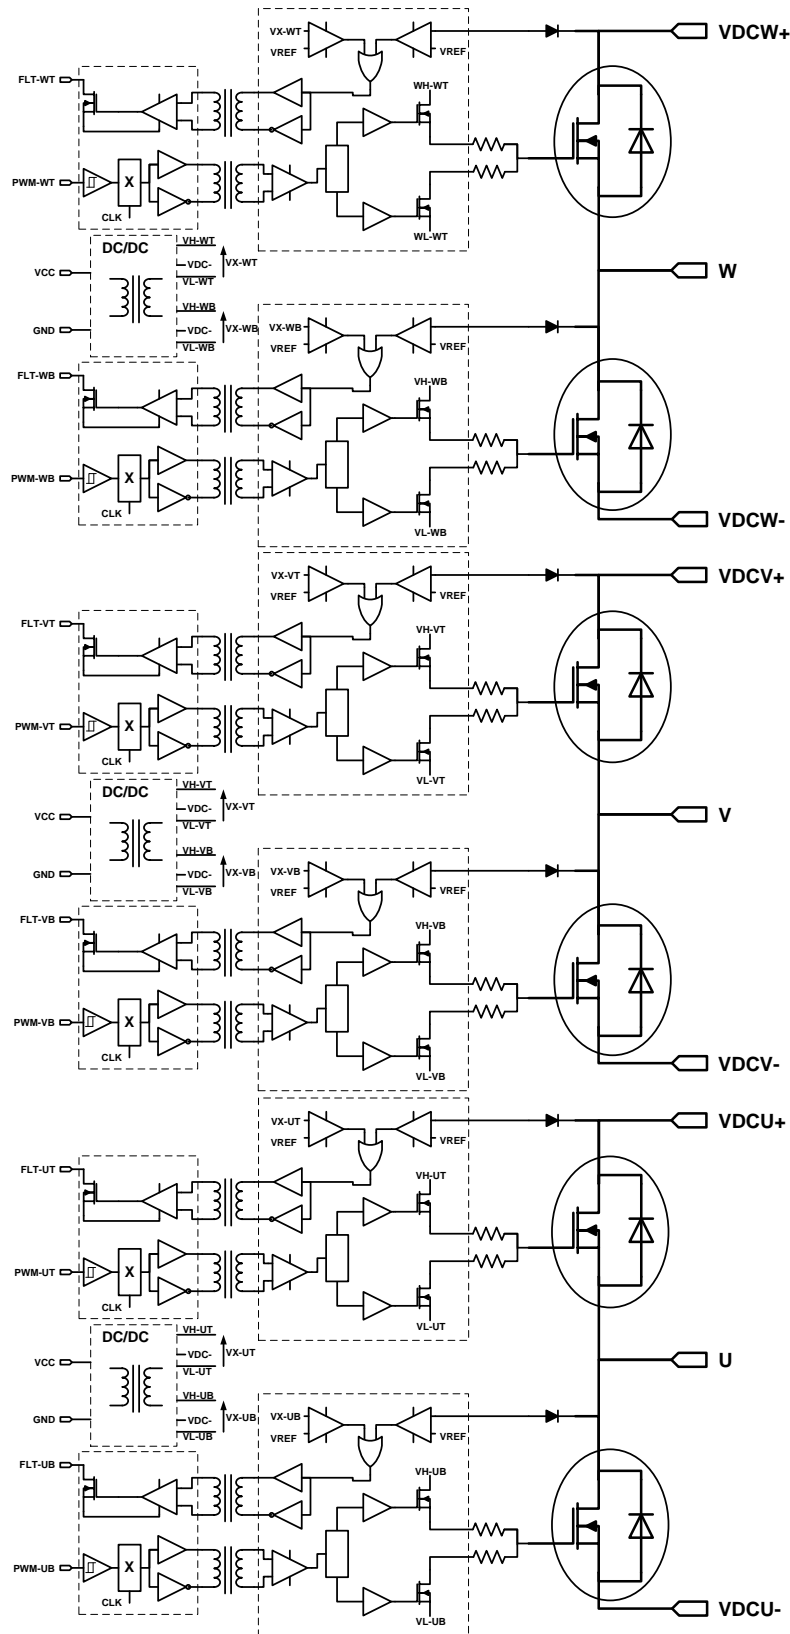 VDCW+
VX-WT
VREF
VREF
FLT-WT
WH-WT
PWM-WT
X
CLK
WL-WT
DC/DC
VH-WT
VDC-
VX-WT
VL-WT
VCC
W
VH-WB
VDC-
VX-WB
VL-WB
GND
VX-WB
VREF
VREF
FLT-WB
VH-WB
PWM-WB
X
CLK
VL-WB
VDCW-
VX-VT
VREF
VREF
VDCV+
FLT-VT
VH-VT
PWM-VT
X
CLK
VL-VT
DC/DC
VH-VT
VDC-
VX-VT
VL-VT
VCC
V
VH-VB
VDC-
VX-VB
VL-VB
GND
VX-VB
VREF
VREF
FLT-VB
VH-VB
PWM-VB
X
CLK
VL-VB
VDCV-
VX-UT
VREF
VREF
VDCU+
FLT-UT
VH-UT
PWM-UT
X
CLK
VL-UT
DC/DC
VH-UT
VDC-
VX-UT
VL-UT
VCC
U
VH-UB
VDC-
VX-UB
VL-UB
GND
VX-UB
VREF
VREF
FLT-UB
VH-UB
PWM-UB
X
CLK
VL-UB
VDCU-